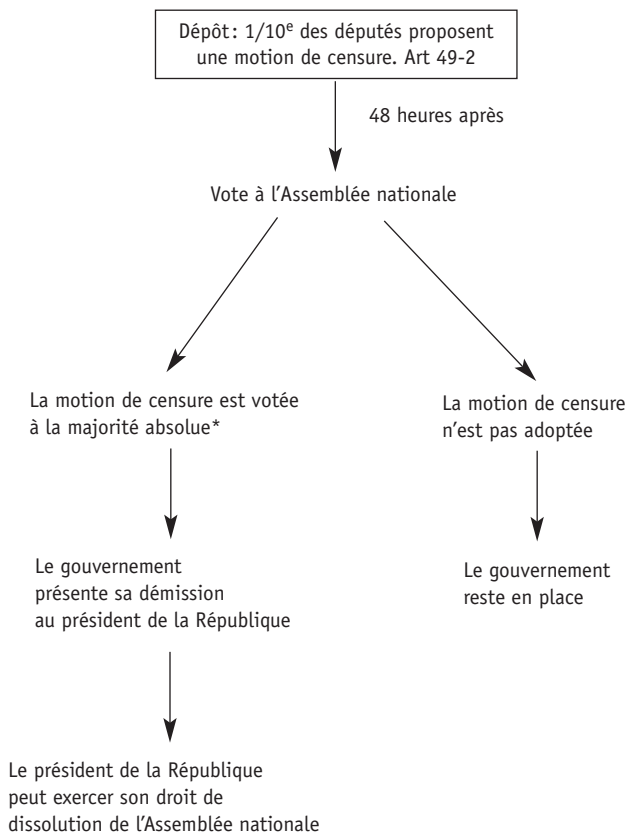 Dépôt: 1/10e des députés proposent
une motion de censure. Art 49-2
48 heures après
Vote à l’Assemblée nationale
La motion de censure est votée
à la majorité absolue*
La motion de censure
n’est pas adoptée
Le gouvernement
présente sa démission
au président de la République
Le gouvernement
reste en place
Le président de la République
peut exercer son droit de
dissolution de l’Assemblée nationale